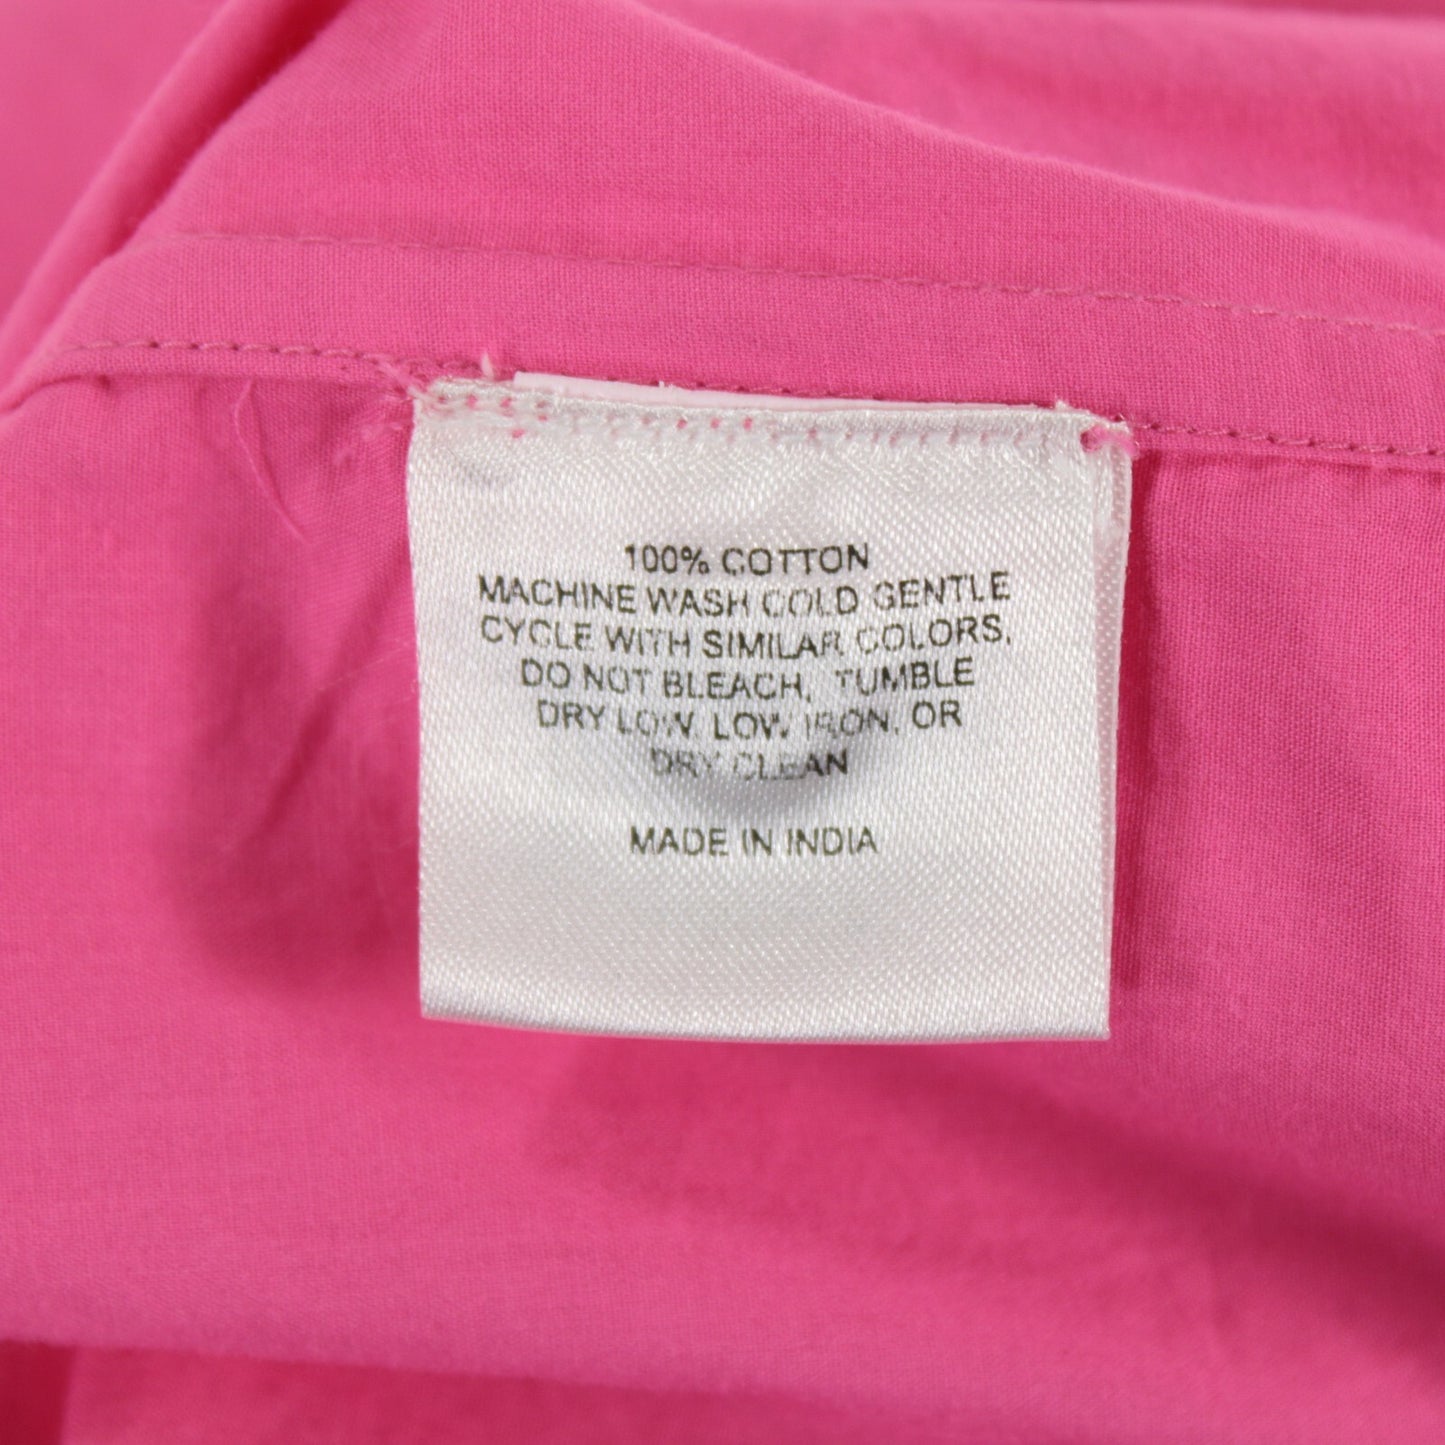 100% COTTON
MACHINE WASH COLD GENTLE
CYCLE WITH SIMILAR COLORS,
DO NOT BLEACH, TUMBLE
DRY LOW, LOW IRON, OR
DRY CLEAN
MADE IN INDIA